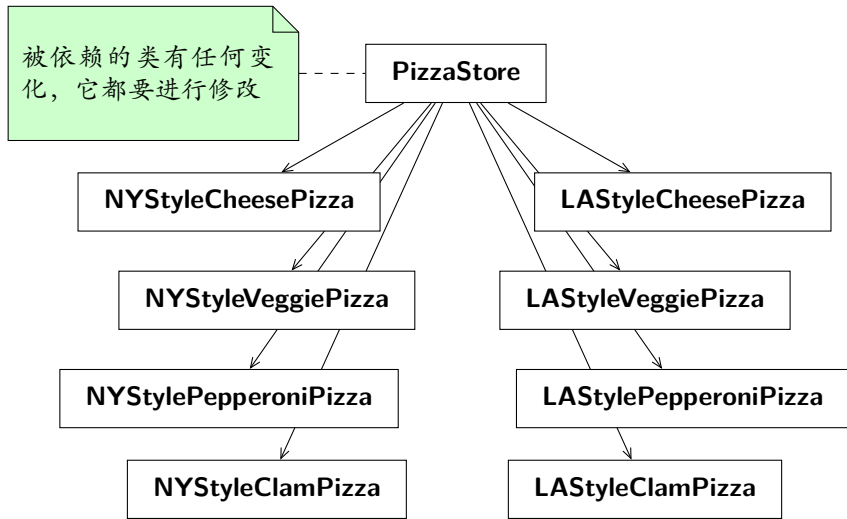 被依赖的类有任何变
化，它都要进行修改
PizzaStore
NYStyleCheesePizza
LAStyleCheesePizza
NYStyleVeggiePizza
LAStyleVeggiePizza
NYStylePepperoniPizza
LAStylePepperoniPizza
NYStyleClamPizza
LAStyleClamPizza